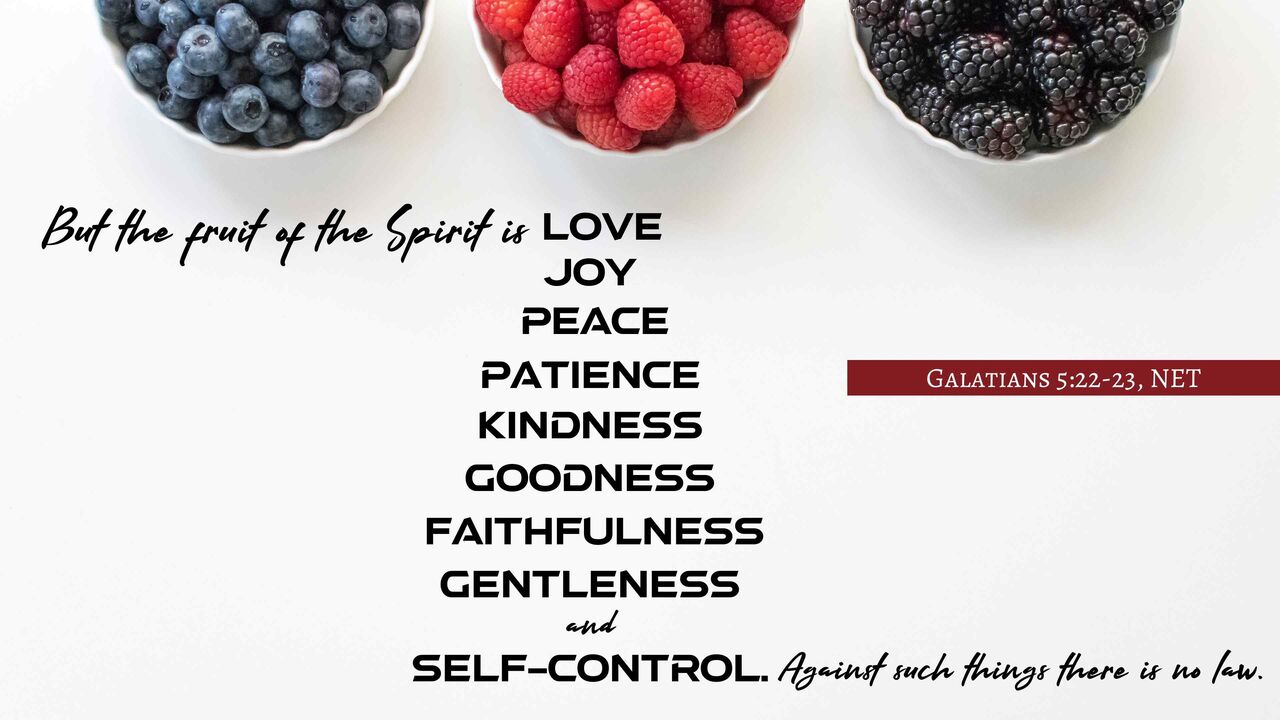 But the fruit of the Spirit is LOVE
JOY
PEACE
PATIENCE
KINDNESS
GOODNESS
FAITHFULNESS
GENTLENESS
and
SELF-CONTROL. Against such things there is no law.
Galatians 5:22-23, NET